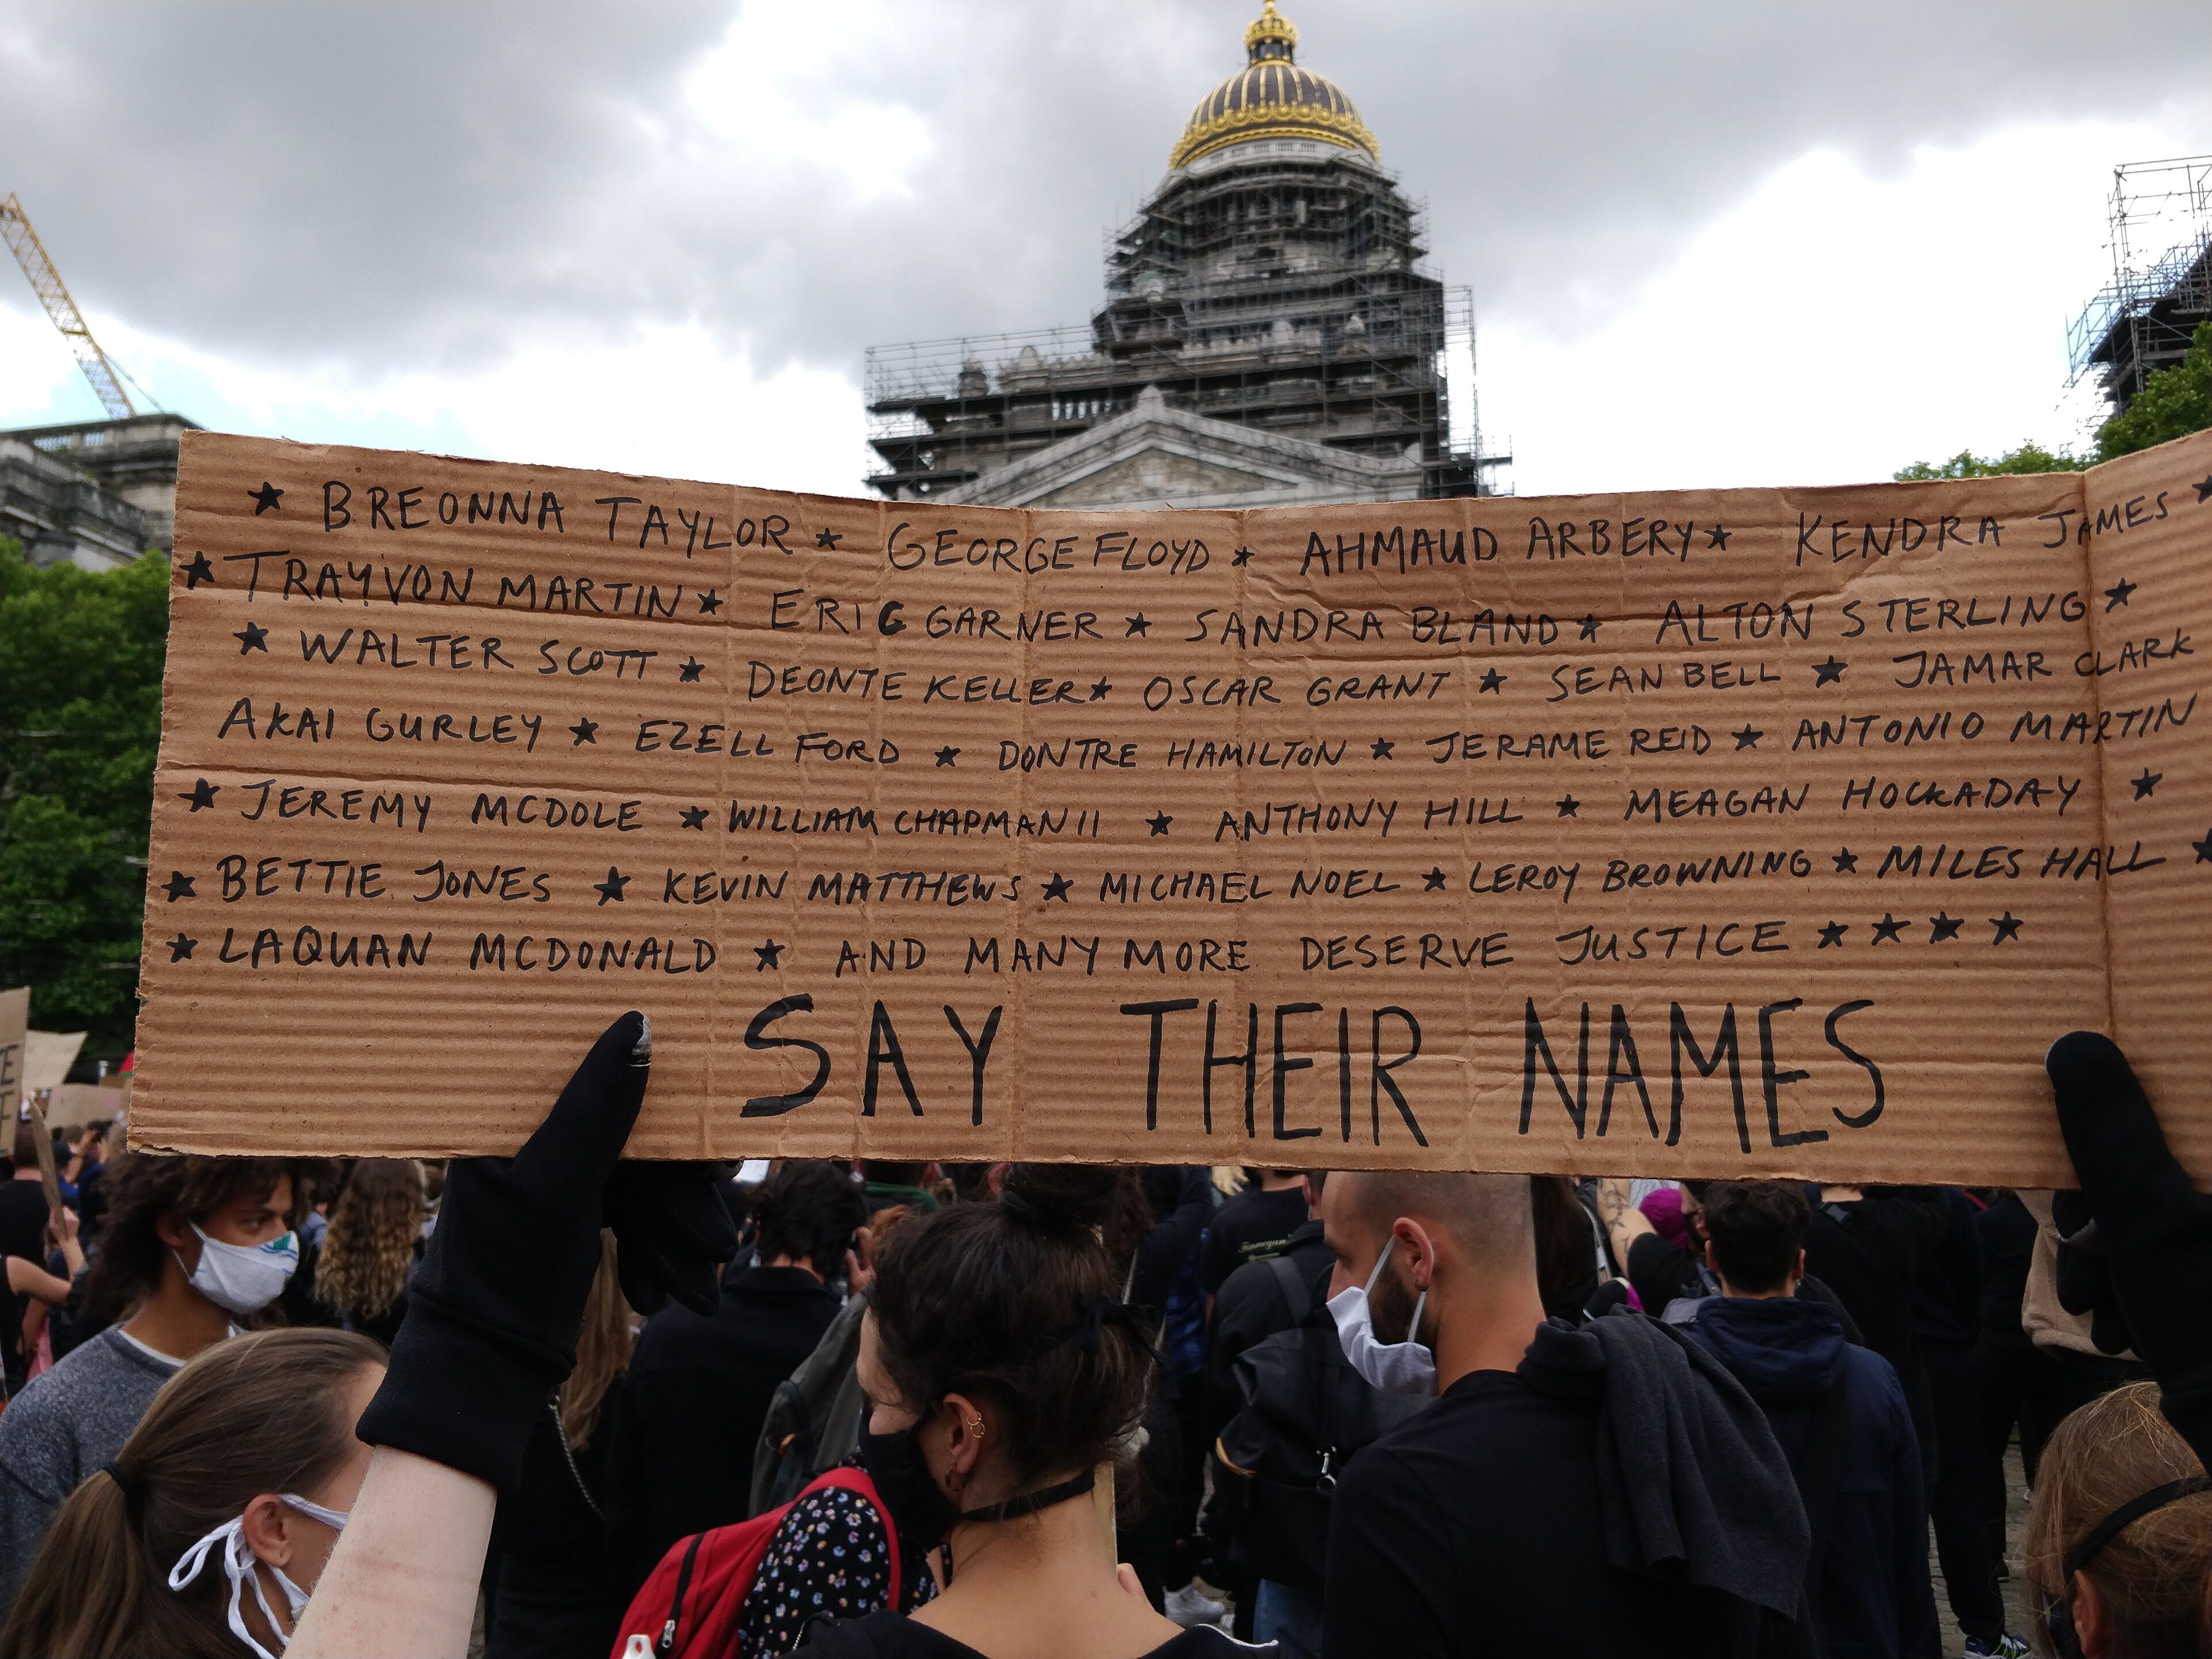 ★ BREONNA TAYLOR ★ GEORGE FLOYD ★ AHMAUD ARBERY ★ KENDRA JAMES ★
★ TRAYVON MARTIN ★ ERIC GARNER ★ SANDRA BLAND ★ ALTON STERLING ★
★ WALTER SCOTT ★ DEONTE KELLER ★ OSCAR GRANT ★ SEAN BELL ★ JAMAR CLARK
AKAI GURLEY ★ EZELL FORD ★ DONTRE HAMILTON ★ JERAME REID ★ ANTONIO MARTIN
★ JEREMY MCDOLE ★ WILLIAM CHAPMAN II ★ ANTHONY HILL ★ MEAGAN HOCKADAY ★
★ BETTIE JONES ★ KEVIN MATTHEWS ★ MICHAEL NOEL ★ LEROY BROWNING ★ MILES HALL ★
★ LAQUAN MCDONALD ★ AND MANY MORE DESERVE JUSTICE ★ ★ ★ ★
SAY THEIR NAMES